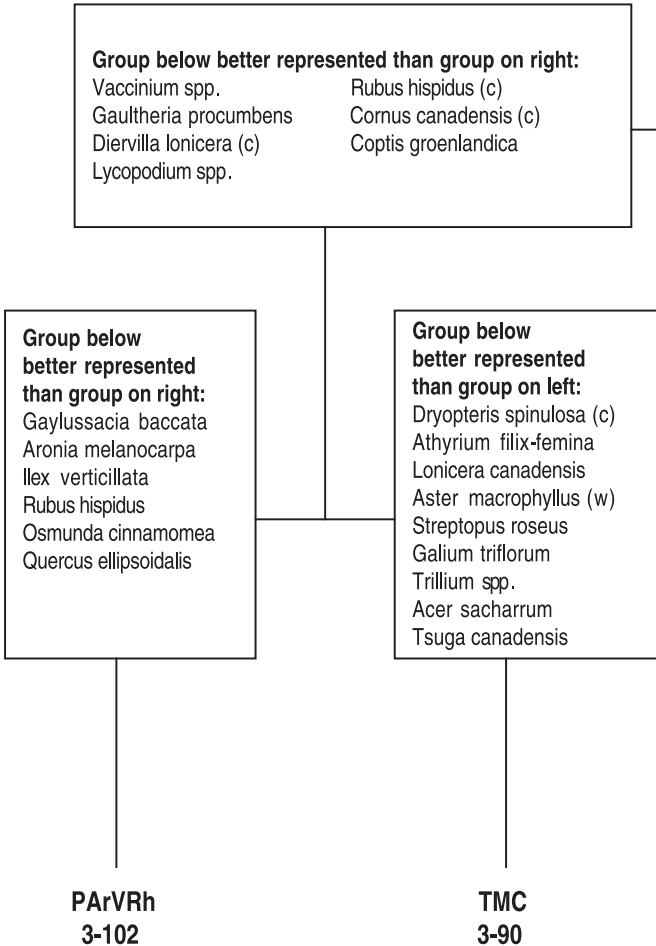 Group below better represented than group on right:
Vaccinium spp.
Gaultheria procumbens
Diervilla lonicera (c)
Lycopodium spp.
Rubus hispidus (c)
Cornus canadensis (c)
Coptis groenlandica
Group below
better represented
than group on right:
Gaylussacia baccata
Aronia melanocarpa
Ilex verticillata
Rubus hispidus
Osmunda cinnamomea
Quercus ellipsoidalis
Group below
better represented
than group on left:
Dryopteris spinulosa (c)
Athyrium filix-femina
Lonicera canadensis
Aster macrophyllus (w)
Streptopus roseus
Galium triflorum
Trillium spp.
Acer sacharrum
Tsuga canadensis
PArVRh
3-102
TMC
3-90